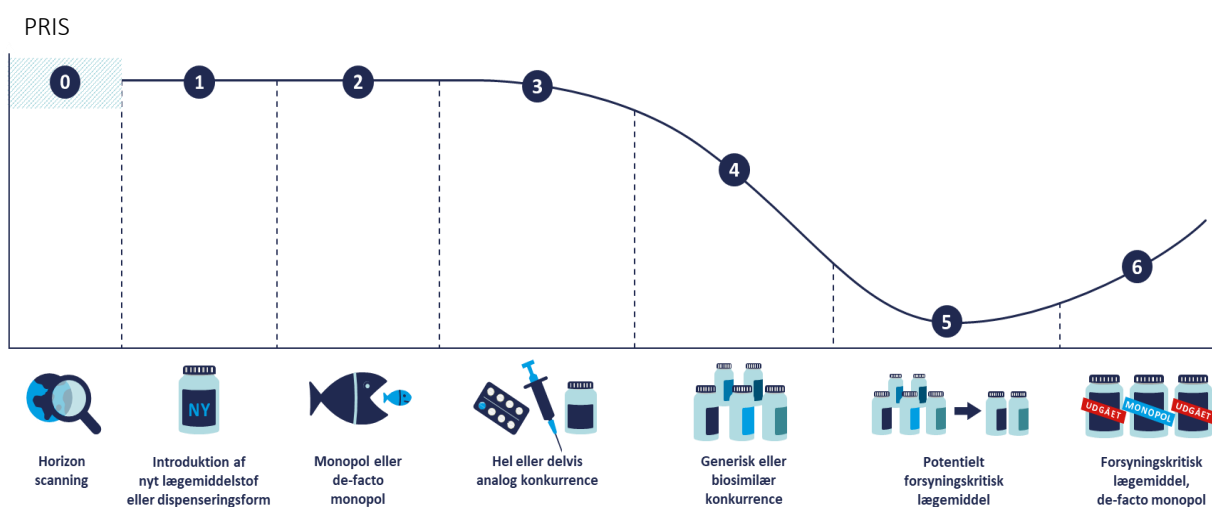 PRIS
0
1
2
3
4
5
6
NY
UDGÅET
MONOPOL
UDGÅET
Horizon
scanning
Introduktion af
nyt lægemiddelstof
eller dispenseringsform
Monopol eller
de-facto
monopol
Hel eller delvis
analog konkurrence
Generisk eller
biosimilær
konkurrence
Potentielt
forsyningskritisk
lægemiddel
Forsyningskritisk
lægemiddel,
de-facto monopol